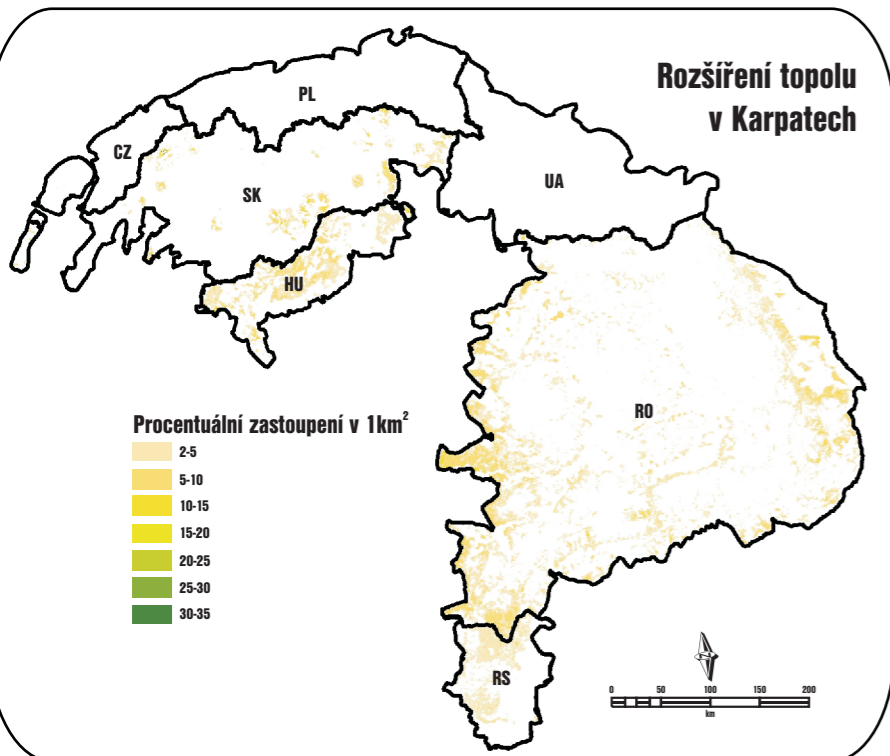 Rozšíření topolu
v Karpatech
PL
CZ
SK
UA
HU
RO
RS
Procentuální zastoupení v 1km²
2-5
5-10
10-15
15-20
20-25
25-30
30-35
0 50 100 150 200
km